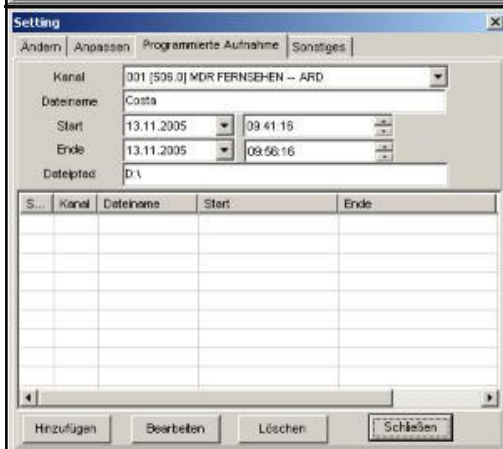 Setting
Ändern Anpassen Programmierte Aufnahme Sonstiges
Kanal 001 [506.0] MDR FERNSEHEN -- ARD
Dateiname Costa
Start 13.11.2005 09:41:16
Ende 13.11.2005 09:56:16
Dateipfad D:\
S... Kanal Dateiname Start Ende
Hinzufügen Bearbeiten Löschen Schließen